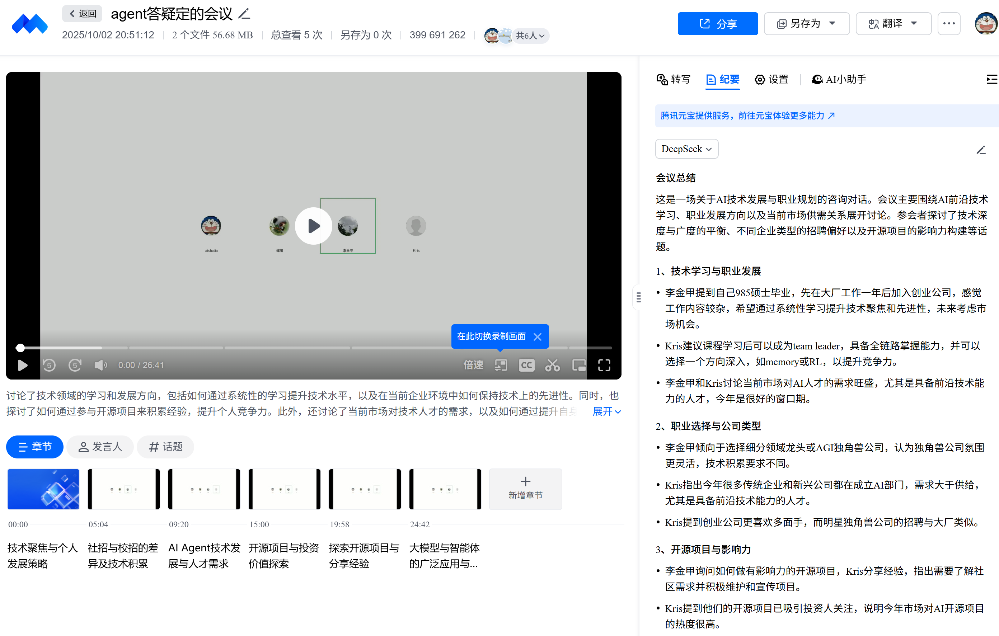 返回
agent答疑定的会议
2025/10/02 20:51:12
2 个文件 56.68 MB
总查看 5 次
另存为 0 次
399 691 262
共6人
分享
另存为
翻译
aistudio
李金甲
Kris
在此切换录制画面
5
5
0:00 / 26:41
倍速
CC
讨论了技术领域的学习和发展方向，包括如何通过系统性的学习提升技术水平，以及在当前企业环境中如何保持技术上的先进性。同时，也
探讨了如何通过参与开源项目来积累经验，提升个人竞争力。此外，还讨论了当前市场对技术人才的需求，以及如何通过提升自身
展开
章节
发言人
# 话题
新增章节
00:00
05:04
09:20
15:00
19:58
24:42
技术聚焦与个人
发展策略
社招与校招的差
异及技术积累
AI Agent技术发
展与人才需求
开源项目与投资
价值探索
探索开源项目与
分享经验
大模型与智能体
的广泛应用与...
转写
纪要
设置
AI小助手
腾讯元宝提供服务，前往元宝体验更多能力
DeepSeek
会议总结
这是一场关于AI技术发展与职业规划的咨询对话。会议主要围绕AI前沿技术
学习、职业发展方向以及当前市场供需关系展开讨论。参会者探讨了技术深
度与广度的平衡、不同企业类型的招聘偏好以及开源项目的影响力构建等话
题。
1、技术学习与职业发展
• 李金甲提到自己985硕士毕业，先在大厂工作一年后加入创业公司，感觉
工作内容较杂，希望通过系统性学习提升技术聚焦和先进性，未来考虑市
场机会。
• Kris建议课程学习后可以成为team leader，具备全链路掌握能力，并可以
选择一个方向深入，如memory或RL，以提升竞争力。
• 李金甲和Kris讨论当前市场对AI人才的需求旺盛，尤其是具备前沿技术能
力的人才，今年是很好的窗口期。
2、职业选择与公司类型
• 李金甲倾向于选择细分领域龙头或AGI独角兽公司，认为独角兽公司氛围
更灵活，技术积累要求不同。
• Kris指出今年很多传统企业和新兴公司都在成立AI部门，需求大于供给，
尤其是具备前沿技术能力的人才。
• Kris提到创业公司更喜欢多面手，而明星独角兽公司的招聘与大厂类似。
3、开源项目与影响力
• 李金甲询问如何做有影响力的开源项目，Kris分享经验，指出需要了解社
区需求并积极维护和宣传项目。
• Kris提到他们的开源项目已吸引投资人关注，说明今年市场对AI开源项目
的热度很高。